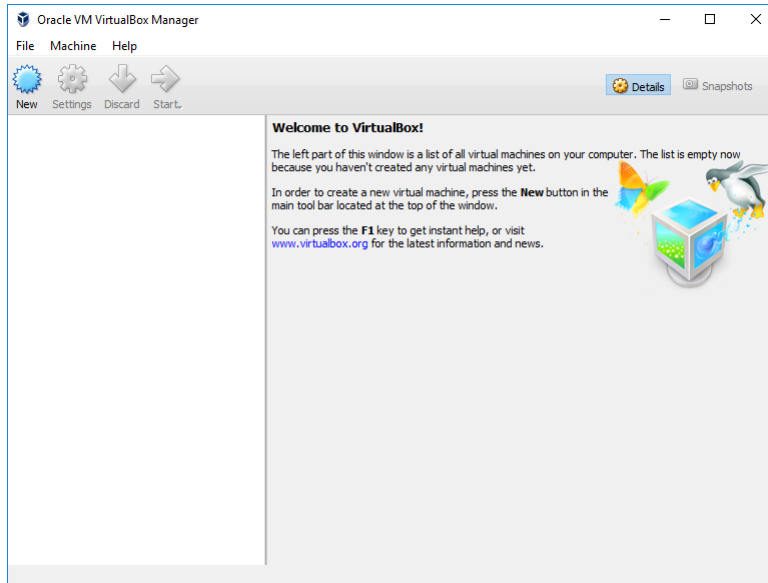 Oracle VM VirtualBox Manager
File Machine Help
New Settings Discard Start
Details Snapshots
Welcome to VirtualBox!
The left part of this window is a list of all virtual machines on your computer. The list is empty now
because you haven't created any virtual machines yet.
In order to create a new virtual machine, press the New button in the
main tool bar located at the top of the window.
You can press the F1 key to get instant help, or visit
www.virtualbox.org for the latest information and news.